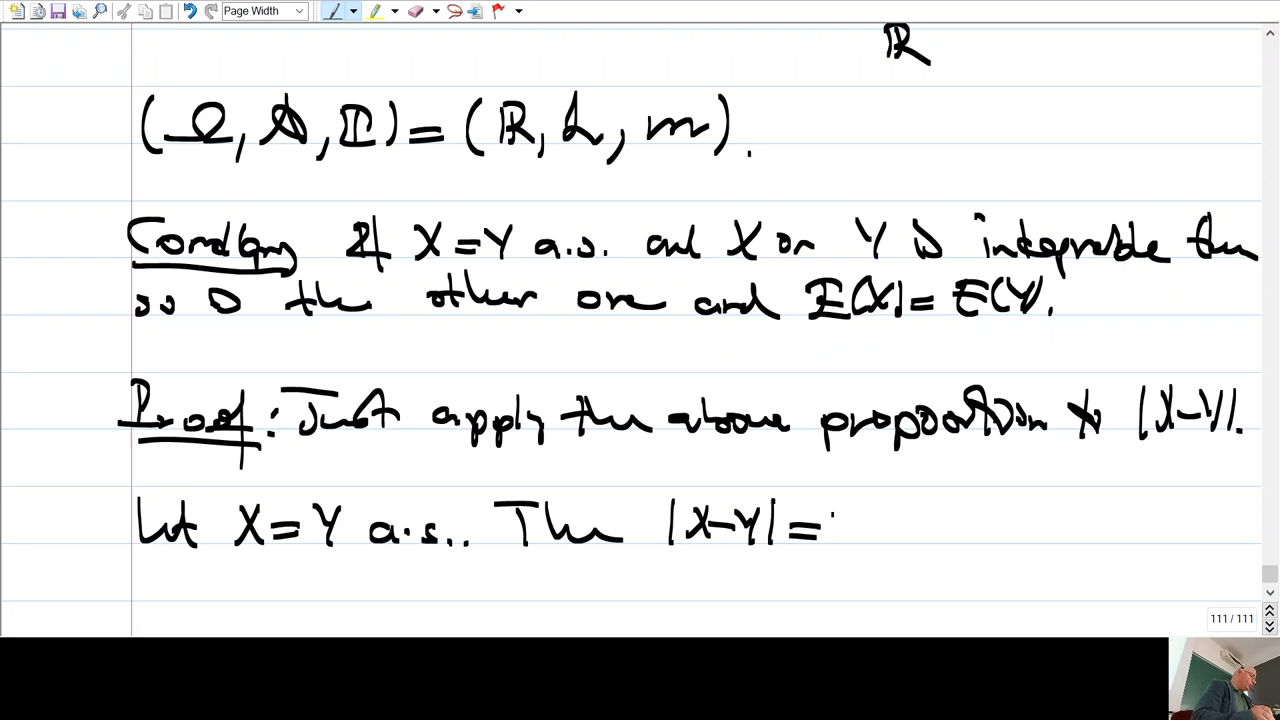 Page Width
ℝ
(Ω, A, P) = (ℝ, L, m).
Corollary If X = Y a.s. and X or Y is integrable then
so is the other one and E(X) = E(Y).
Proof: Just apply the above proposition to |X-Y|.
Let X = Y a.s.. Then |X-Y| =
111 / 111